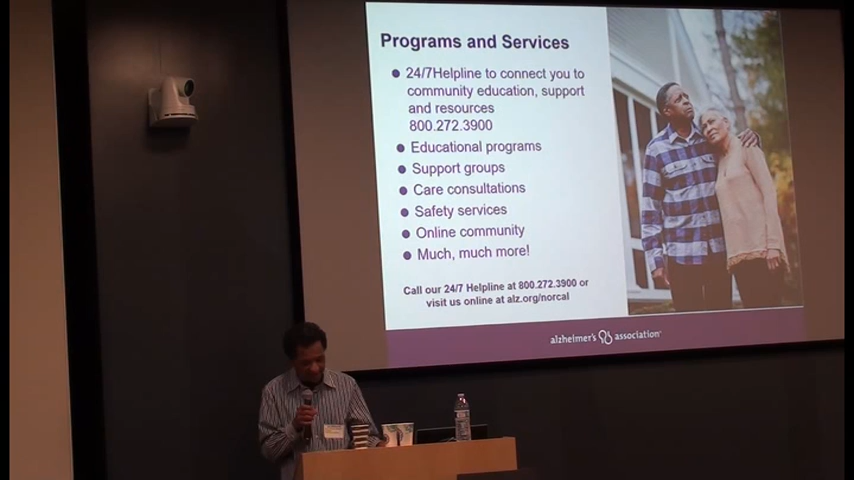 Programs and Services
24/7Helpline to connect you to
community education, support
and resources
800.272.3900
Educational programs
Support groups
Care consultations
Safety services
Online community
Much, much more!
Call our 24/7 Helpline at 800.272.3900 or
visit us online at alz.org/norcal
alzheimer's association®